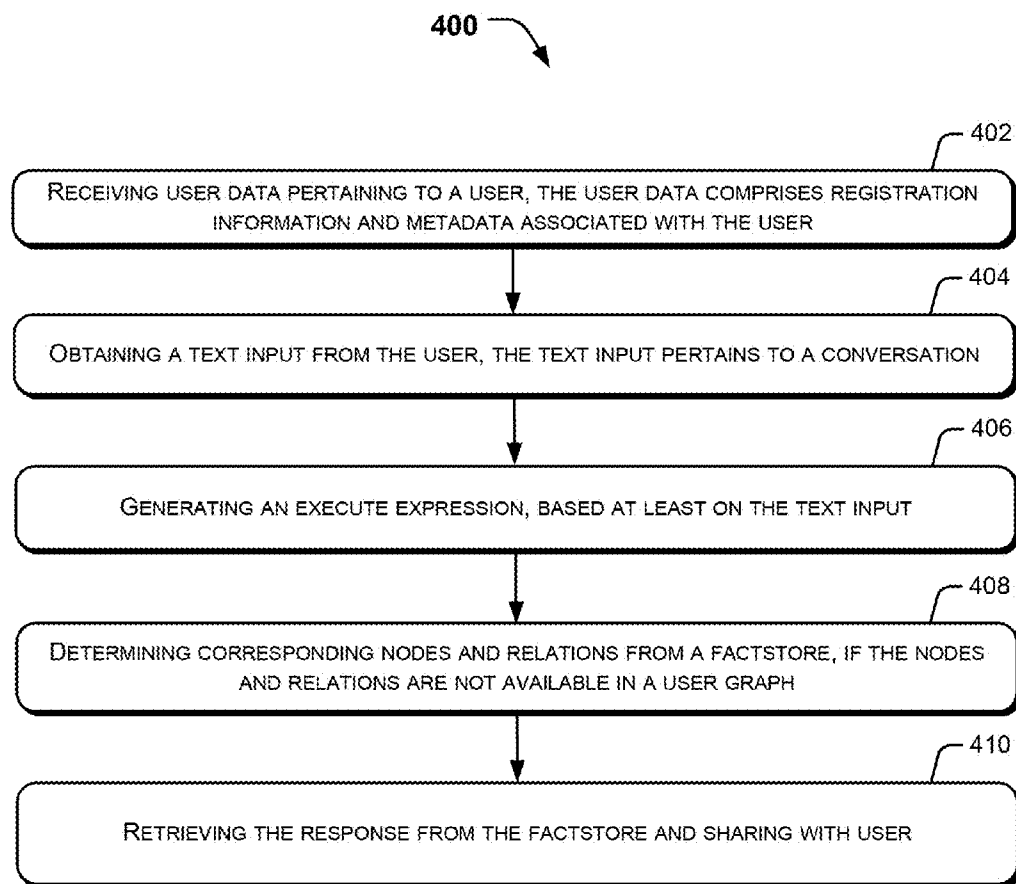 400
402
RECEIVING USER DATA PERTAINING TO A USER, THE USER DATA COMPRISES REGISTRATION
INFORMATION AND METADATA ASSOCIATED WITH THE USER
404
OBTAINING A TEXT INPUT FROM THE USER, THE TEXT INPUT PERTAINS TO A CONVERSATION
406
GENERATING AN EXECUTE EXPRESSION, BASED AT LEAST ON THE TEXT INPUT
408
DETERMINING CORRESPONDING NODES AND RELATIONS FROM A FACTSTORE, IF THE NODES
AND RELATIONS ARE NOT AVAILABLE IN A USER GRAPH
410
RETRIEVING THE RESPONSE FROM THE FACTSTORE AND SHARING WITH USER